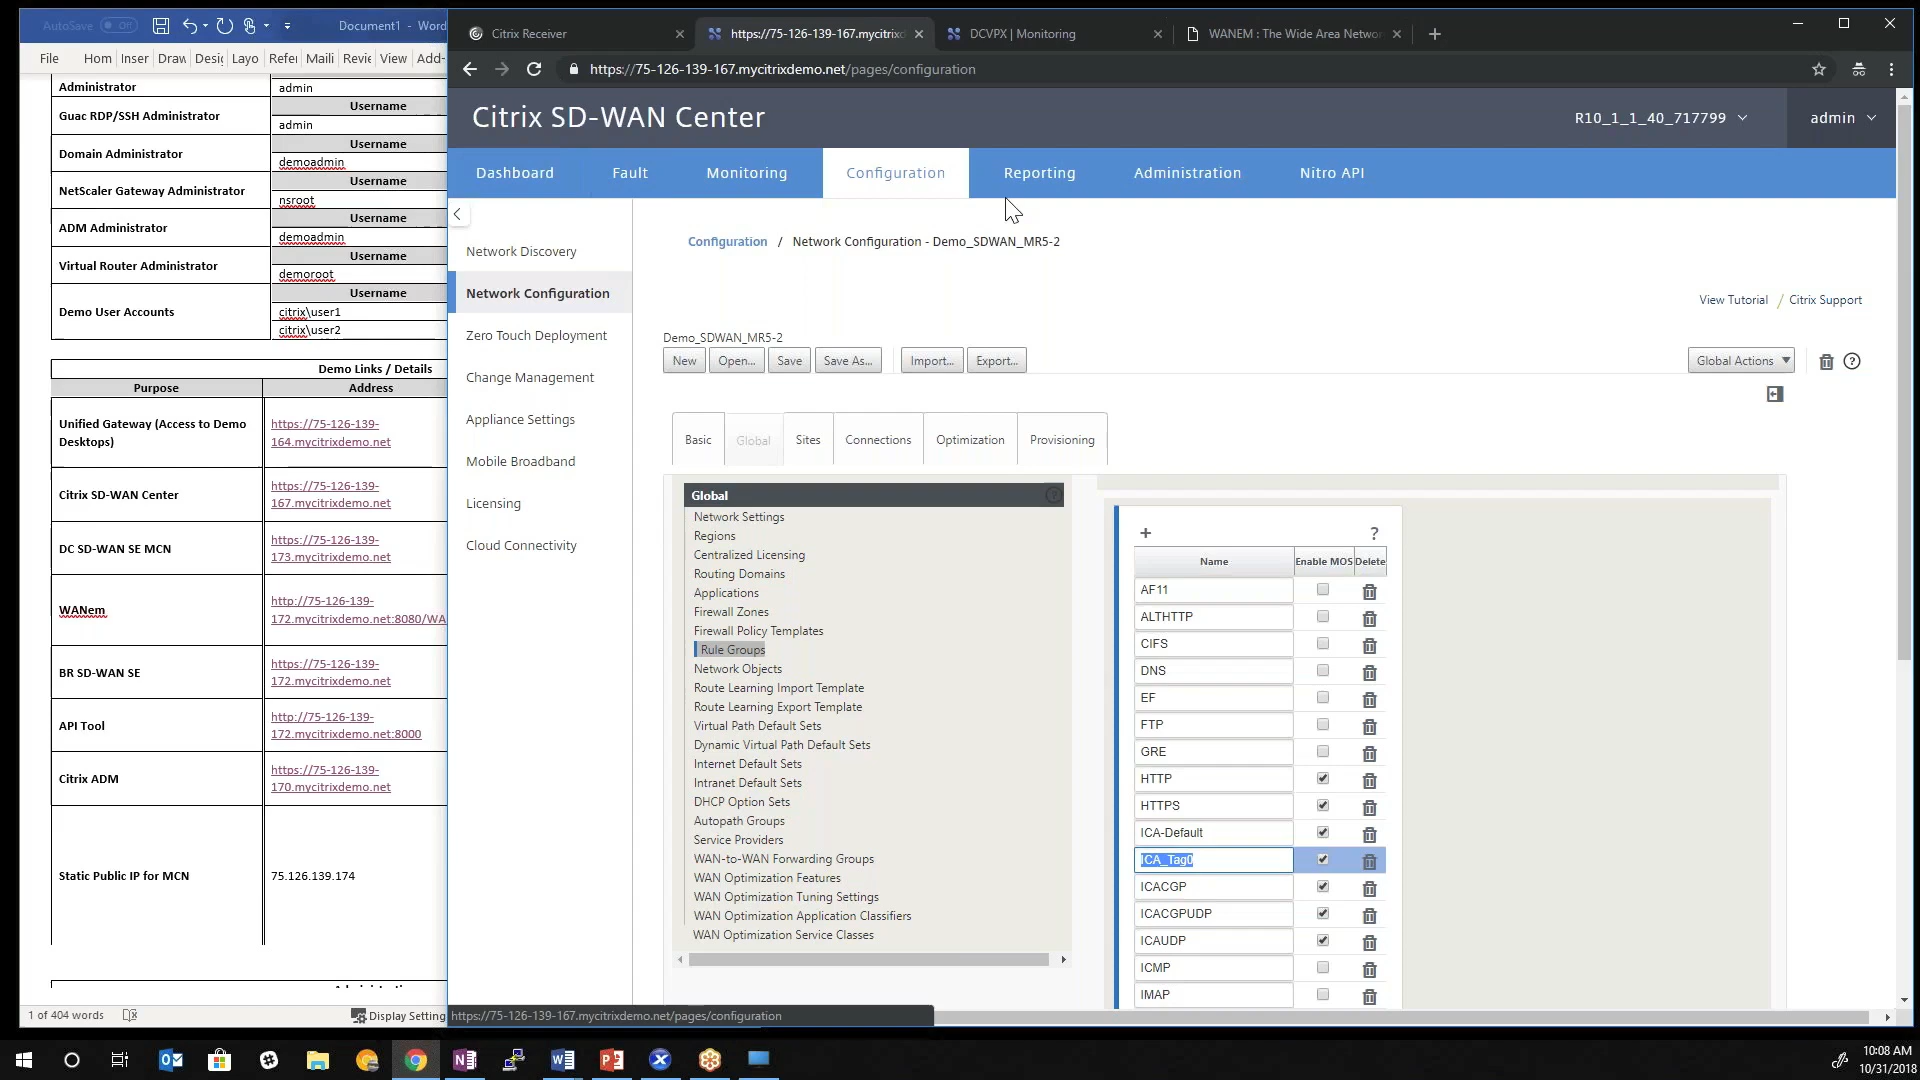 AutoSave
Off
Document1 - Word
File
Hom
Inser
Draw
Desig
Layo
Refer
Maili
Revie
View
Add-
Administrator
admin
Username
Guac RDP/SSH Administrator
admin
Username
Domain Administrator
demoadmin
Username
NetScaler Gateway Administrator
nsroot
Username
ADM Administrator
demoadmin
Username
Virtual Router Administrator
demoroot
Username
Demo User Accounts
citrix\user1
citrix\user2
Demo Links / Details
Purpose
Address
Unified Gateway (Access to Demo
Desktops)
https://75-126-139-
164.mycitrixdemo.net
Citrix SD-WAN Center
https://75-126-139-
167.mycitrixdemo.net
DC SD-WAN SE MCN
https://75-126-139-
173.mycitrixdemo.net
WANem
http://75-126-139-
172.mycitrixdemo.net:8080/WA
BR SD-WAN SE
https://75-126-139-
172.mycitrixdemo.net
API Tool
http://75-126-139-
172.mycitrixdemo.net:8000
Citrix ADM
https://75-126-139-
170.mycitrixdemo.net
Static Public IP for MCN
75.126.139.174
1 of 404 words
Display Setting
Citrix Receiver
https://75-126-139-167.mycitrixd
DCVPX | Monitoring
WANEM : The Wide Area Networ
https://75-126-139-167.mycitrixdemo.net/pages/configuration
Citrix SD-WAN Center
R10_1_1_40_717799
admin
Dashboard
Fault
Monitoring
Configuration
Reporting
Administration
Nitro API
Network Discovery
Network Configuration
Zero Touch Deployment
Change Management
Appliance Settings
Mobile Broadband
Licensing
Cloud Connectivity
Configuration / Network Configuration - Demo_SDWAN_MR5-2
View Tutorial / Citrix Support
Demo_SDWAN_MR5-2
New
Open...
Save
Save As...
Import...
Export...
Global Actions
Basic
Global
Sites
Connections
Optimization
Provisioning
Global
Network Settings
Regions
Centralized Licensing
Routing Domains
Applications
Firewall Zones
Firewall Policy Templates
Rule Groups
Network Objects
Route Learning Import Template
Route Learning Export Template
Virtual Path Default Sets
Dynamic Virtual Path Default Sets
Internet Default Sets
Intranet Default Sets
DHCP Option Sets
Autopath Groups
Service Providers
WAN-to-WAN Forwarding Groups
WAN Optimization Features
WAN Optimization Tuning Settings
WAN Optimization Application Classifiers
WAN Optimization Service Classes
+
?
Name
Enable MOS
Delete
AF11
ALTHTTP
CIFS
DNS
EF
FTP
GRE
HTTP
HTTPS
ICA-Default
ICA_Tag0
ICACGP
ICACGPUDP
ICAUDP
ICMP
IMAP
https://75-126-139-167.mycitrixdemo.net/pages/configuration
10:08 AM
10/31/2018